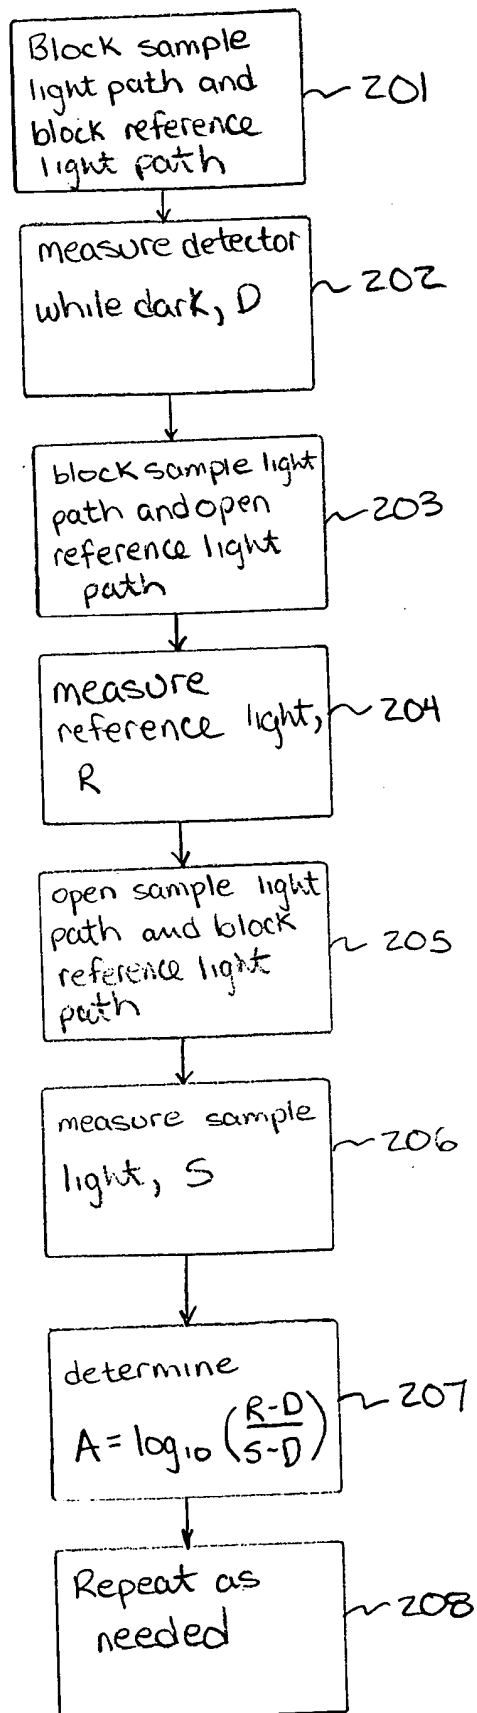 Block sample
light path and
block reference
light path
201
measure detector
while dark, D
202
block sample light
path and open
reference light
path
203
measure
reference light,
R
204
open sample light
path and block
reference light
path
205
measure sample
light, S
206
determine
A = log₁₀ (R-D / S-D)
207
Repeat as
needed
208